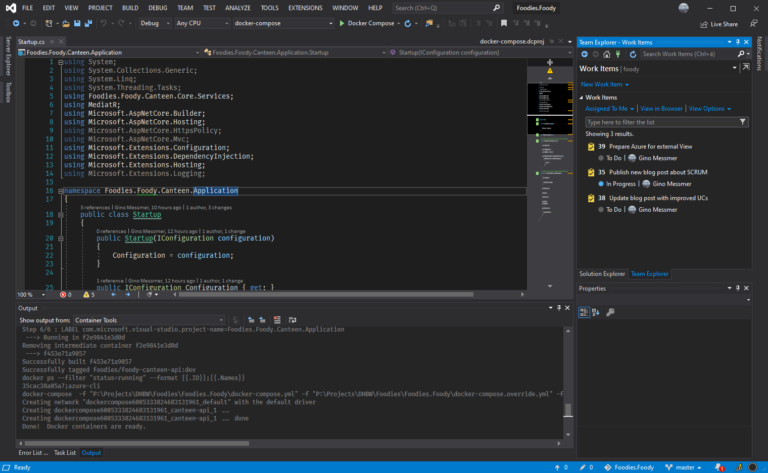 FILE EDIT VIEW PROJECT BUILD DEBUG TEAM TEST ANALYZE TOOLS EXTENSIONS WINDOW HELP Search (Ctrl+Q) Foodies.Foody
Debug Any CPU docker-compose Docker Compose Live Share
Server Explorer
Toolbox
Startup.cs docker-compose.dcproj
Foodies.Foody.Canteen.Application Foodies.Foody.Canteen.Application.Startup Startup(IConfiguration configuration)
1 using System;
2 using System.Collections.Generic;
3 using System.Linq;
4 using System.Threading.Tasks;
5 using Foodies.Foody.Canteen.Core.Services;
6 using MediatR;
7 using Microsoft.AspNetCore.Builder;
8 using Microsoft.AspNetCore.Hosting;
9 using Microsoft.AspNetCore.HttpsPolicy;
10 using Microsoft.AspNetCore.Mvc;
11 using Microsoft.Extensions.Configuration;
12 using Microsoft.Extensions.DependencyInjection;
13 using Microsoft.Extensions.Hosting;
14 using Microsoft.Extensions.Logging;
15
16 namespace Foodies.Foody.Canteen.Application
17 {
3 references | Gino Messmer, 10 hours ago | 1 author, 3 changes
18 public class Startup
19 {
0 references | Gino Messmer, 12 hours ago | 1 author, 1 change
20 public Startup(IConfiguration configuration)
21 {
22 Configuration = configuration;
23 }
24
1 reference | Gino Messmer, 12 hours ago | 1 author, 1 change
25 public IConfiguration Configuration { get; }
100 % 0 5
Output
Show output from: Container Tools
Step 6/6 : LABEL com.microsoft.visual-studio.project-name=Foodies.Foody.Canteen.Application
---> Running in f2e9841e3d0d
Removing intermediate container f2e9841e3d0d
---> f453e71a9057
Successfully built f453e71a9057
Successfully tagged foodies/foody-canteen-api:dev
docker ps --filter "status=running" --format {{.ID}};{{.Names}}
35cac38a05a7;azure-cli
docker-compose -f "P:\Projects\DHBW\Foodies\Foodies.Foody\docker-compose.yml" -f "P:\Projects\DHBW\Foodies\Foodies.Foody\docker-compose.override.yml" -f
Creating network "dockercompose6005333824683131961_default" with the default driver
Creating dockercompose6005333824683131961_canteen-api_1 ...
Creating dockercompose6005333824683131961_canteen-api_1 ... done
Done! Docker containers are ready.
Error List ... Task List Output
Team Explorer - Work Items
Search Work Items (Ctrl+ä)
Work Items | foody
New Work Item
Work Items
Assigned To Me | View in Browser | View Options
Type here to filter the list
Showing 3 results.
39 Prepare Azure for external View
To Do | Gino Messmer
35 Publish new blog post about SCRUM
In Progress | Gino Messmer
38 Update blog post with improved UCs
To Do | Gino Messmer
Solution Explorer Team Explorer
Properties
Notifications
Ready 0 0 Foodies.Foody master